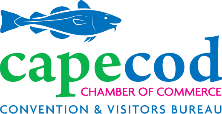 capecod
CHAMBER OF COMMERCE
CONVENTION & VISITORS BUREAU